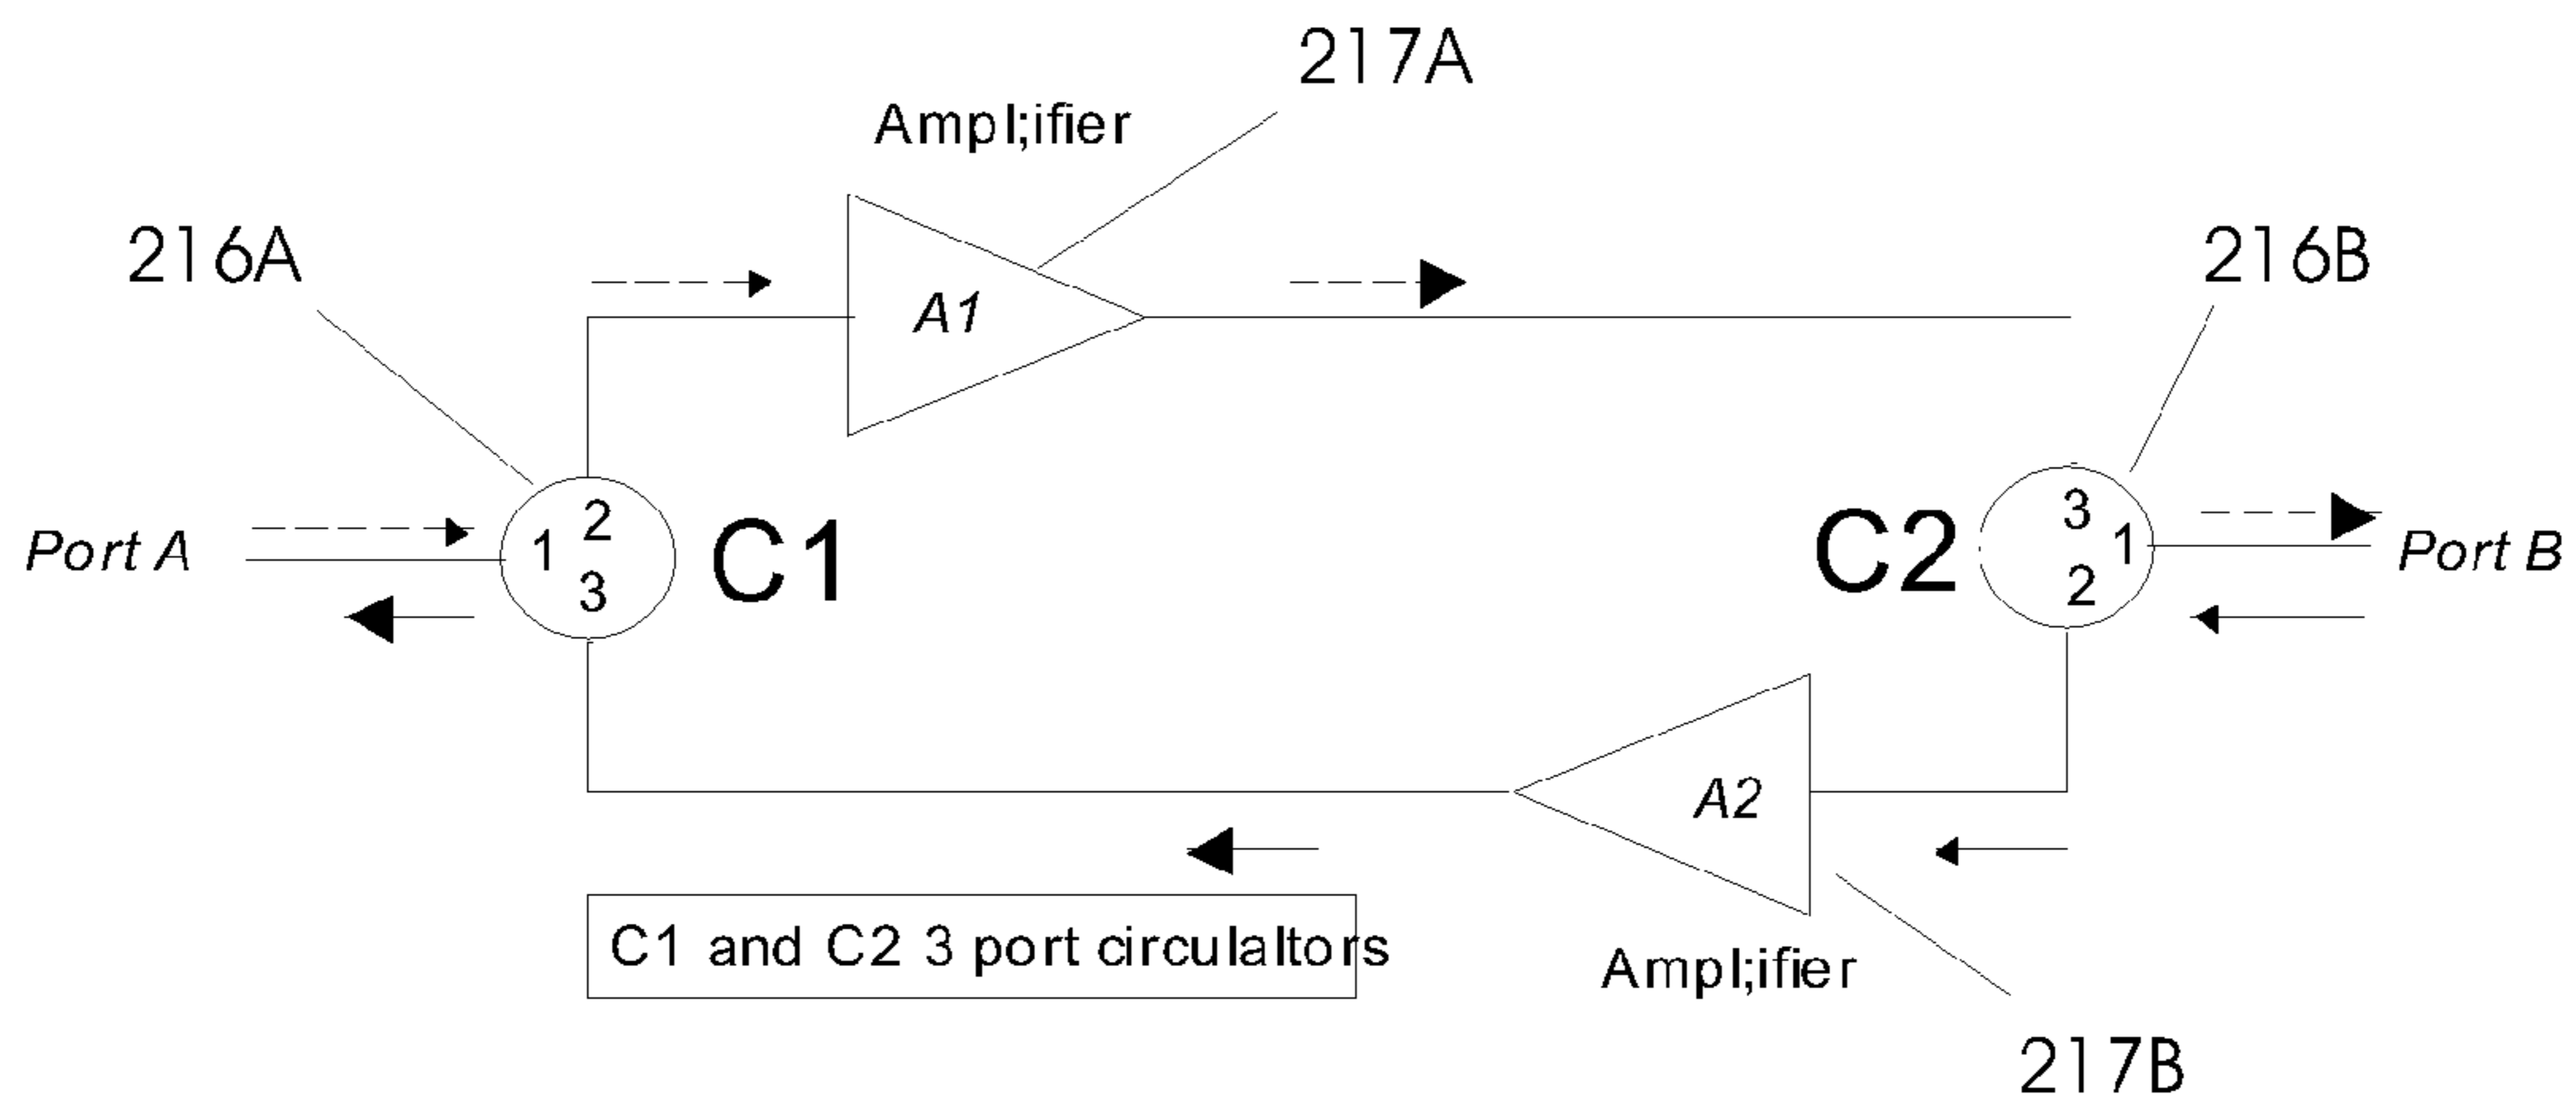 217A
Ampl;ifier
216A
216B
A1
Port A
1
2
3
C1
C2
3
1
2
Port B
A2
C1 and C2 3 port circulaltors
Ampl;ifier
217B